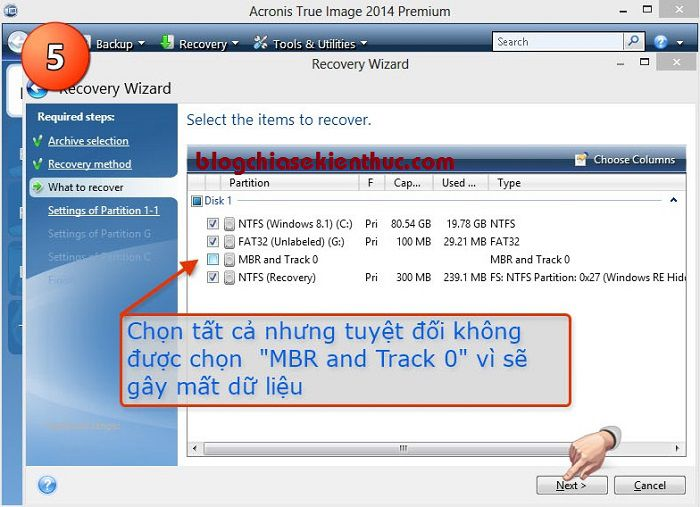 Acronis True Image 2014 Premium
5
Backup
Recovery
Tools & Utilities
Search
Recovery Wizard
Recovery Wizard
Required steps:
Archive selection
Recovery method
What to recover
Settings of Partition 1-1
Settings of Partition G
Settings of Partition C
Finish
Select the items to recover.
blogchiasekienthuc.com
Choose Columns
Partition F Cap... Used ... Type
Disk 1
NTFS (Windows 8.1) (C:) Pri 80.54 GB 19.78 GB NTFS
FAT32 (Unlabeled) (G:) Pri 100 MB 29.21 MB FAT32
MBR and Track 0 MBR and Track 0
NTFS (Recovery) Pri 300 MB 239.1 MB FS: NTFS Partition: 0x27 (Windows RE Hid
Chọn tất cả nhưng tuyệt đối không
được chọn "MBR and Track 0" vì sẽ
gây mất dữ liệu
Next >
Cancel